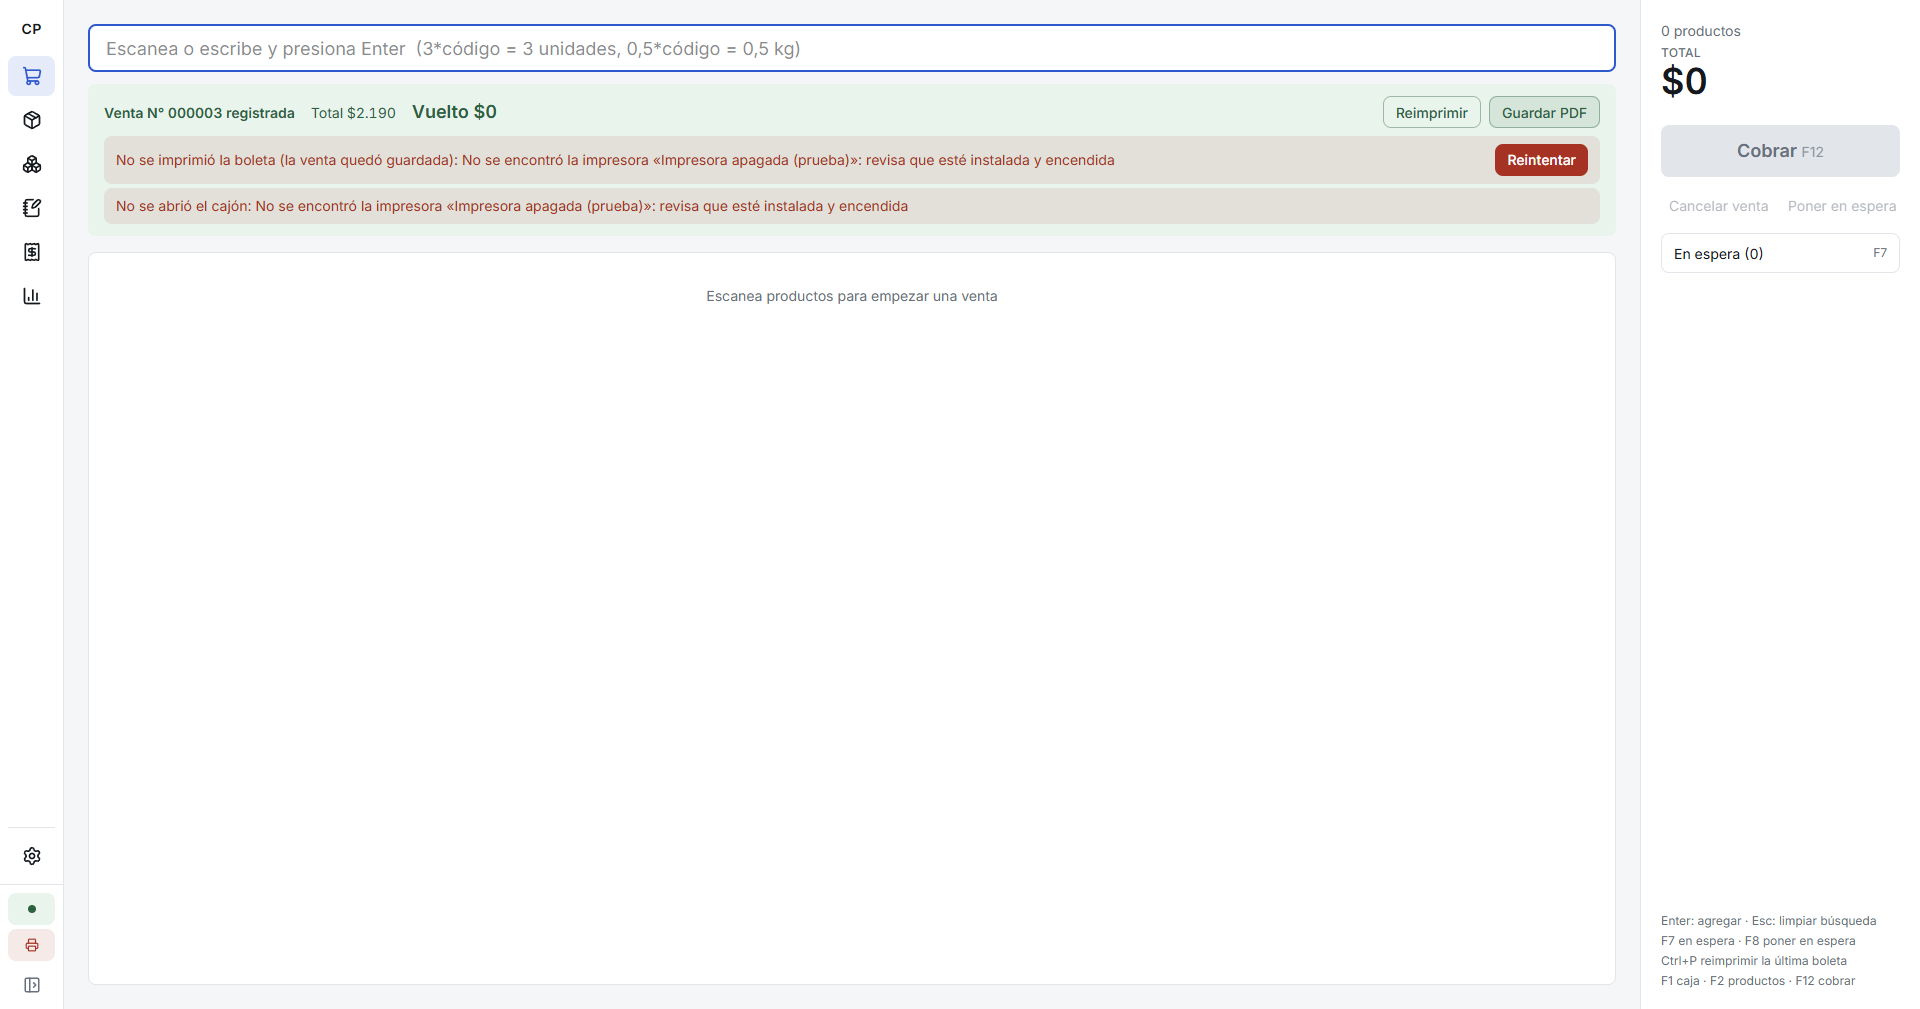 CP
Escanea o escribe y presiona Enter (3*código = 3 unidades, 0,5*código = 0,5 kg)
Venta N° 000003 registrada Total $2.190 Vuelto $0 Reimprimir Guardar PDF
No se imprimió la boleta (la venta quedó guardada): No se encontró la impresora «Impresora apagada (prueba)»: revisa que esté instalada y encendida Reintentar
No se abrió el cajón: No se encontró la impresora «Impresora apagada (prueba)»: revisa que esté instalada y encendida
Escanea productos para empezar una venta
0 productos
TOTAL
$0
Cobrar F12
Cancelar venta Poner en espera
En espera (0) F7
Enter: agregar · Esc: limpiar búsqueda
F7 en espera · F8 poner en espera
Ctrl+P reimprimir la última boleta
F1 caja · F2 productos · F12 cobrar